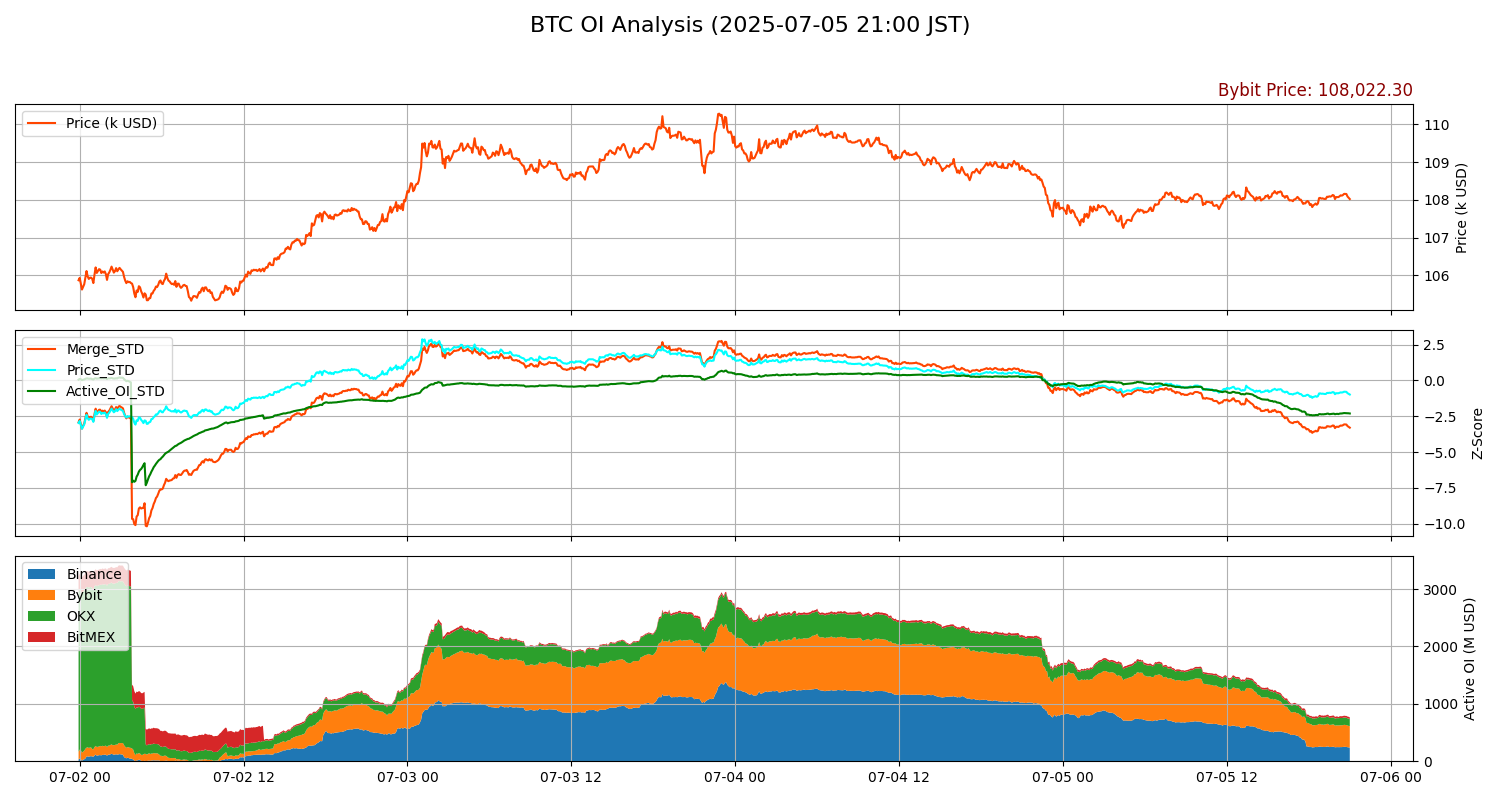 BTC OI Analysis (2025-07-05 21:00 JST)
Bybit Price: 108,022.30
Price (k USD)
110
109
108
107
106
Price (k USD)
Merge_STD
Price_STD
Active_OI_STD
2.5
0.0
−2.5
−5.0
−7.5
−10.0
Z-Score
Binance
Bybit
OKX
BitMEX
3000
2000
1000
0
Active OI (M USD)
07-02 00
07-02 12
07-03 00
07-03 12
07-04 00
07-04 12
07-05 00
07-05 12
07-06 00